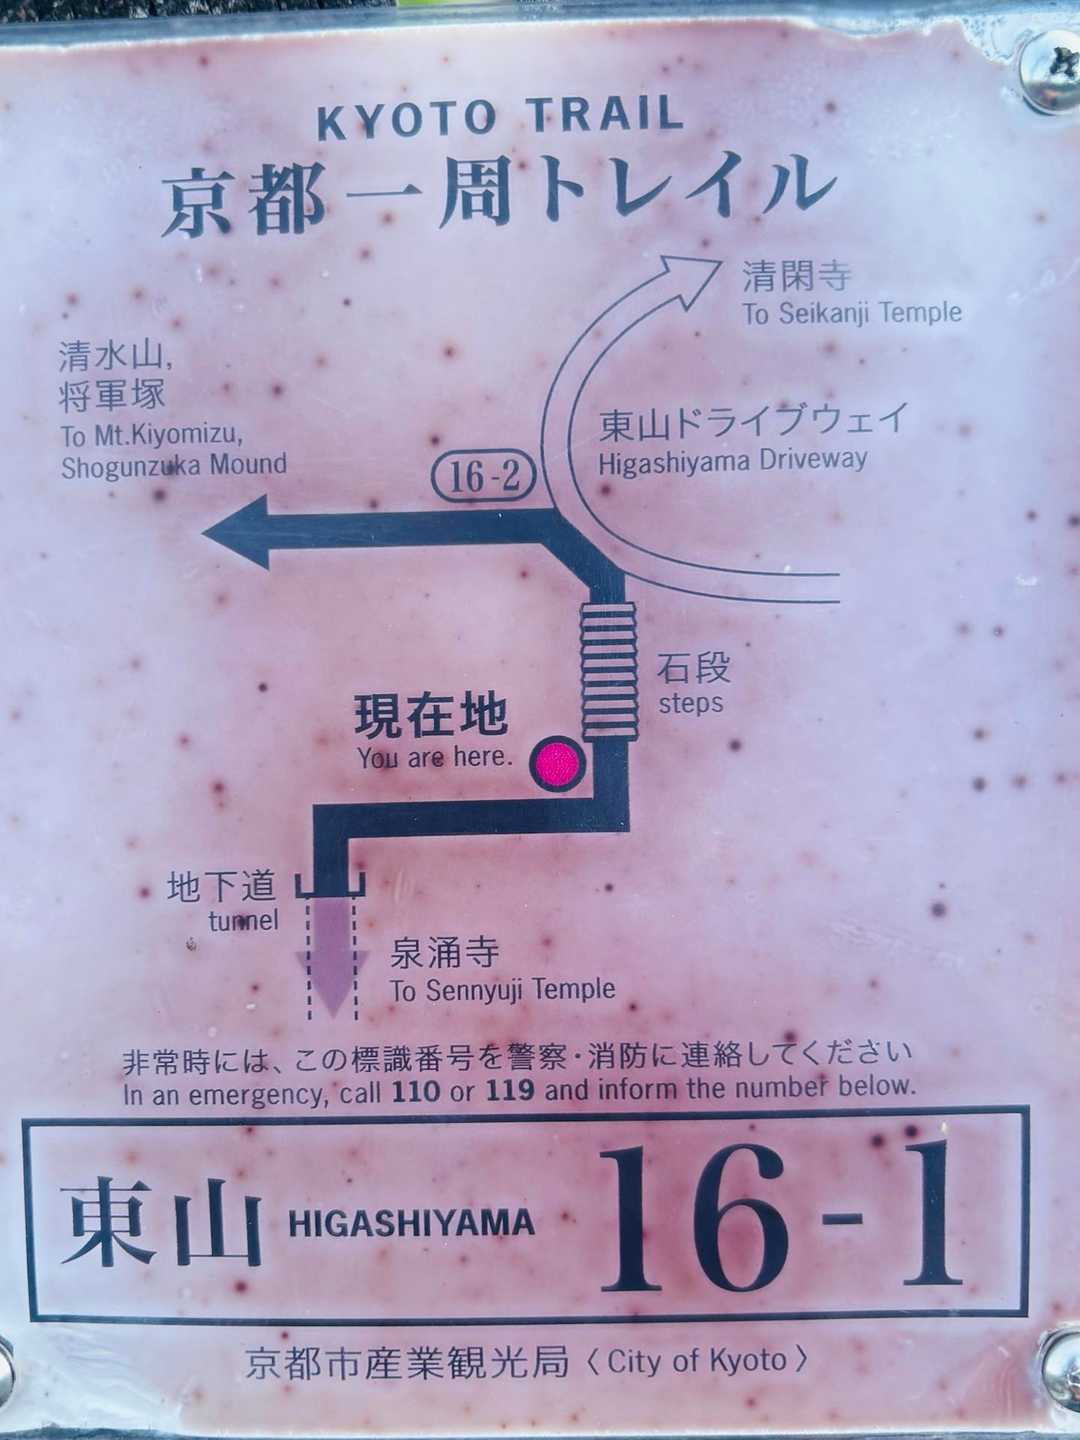 KYOTO TRAIL
京都一周トレイル
清閑寺
To Seikanji Temple
清水山,
将軍塚
To Mt.Kiyomizu,
Shogunzuka Mound
東山ドライブウェイ
Higashiyama Driveway
16-2
石段
steps
現在地
You are here.
地下道
tunnel
泉涌寺
To Sennyuji Temple
非常時には、この標識番号を警察・消防に連絡してください
In an emergency, call 110 or 119 and inform the number below.
東山 HIGASHIYAMA 16-1
京都市産業観光局〈City of Kyoto〉